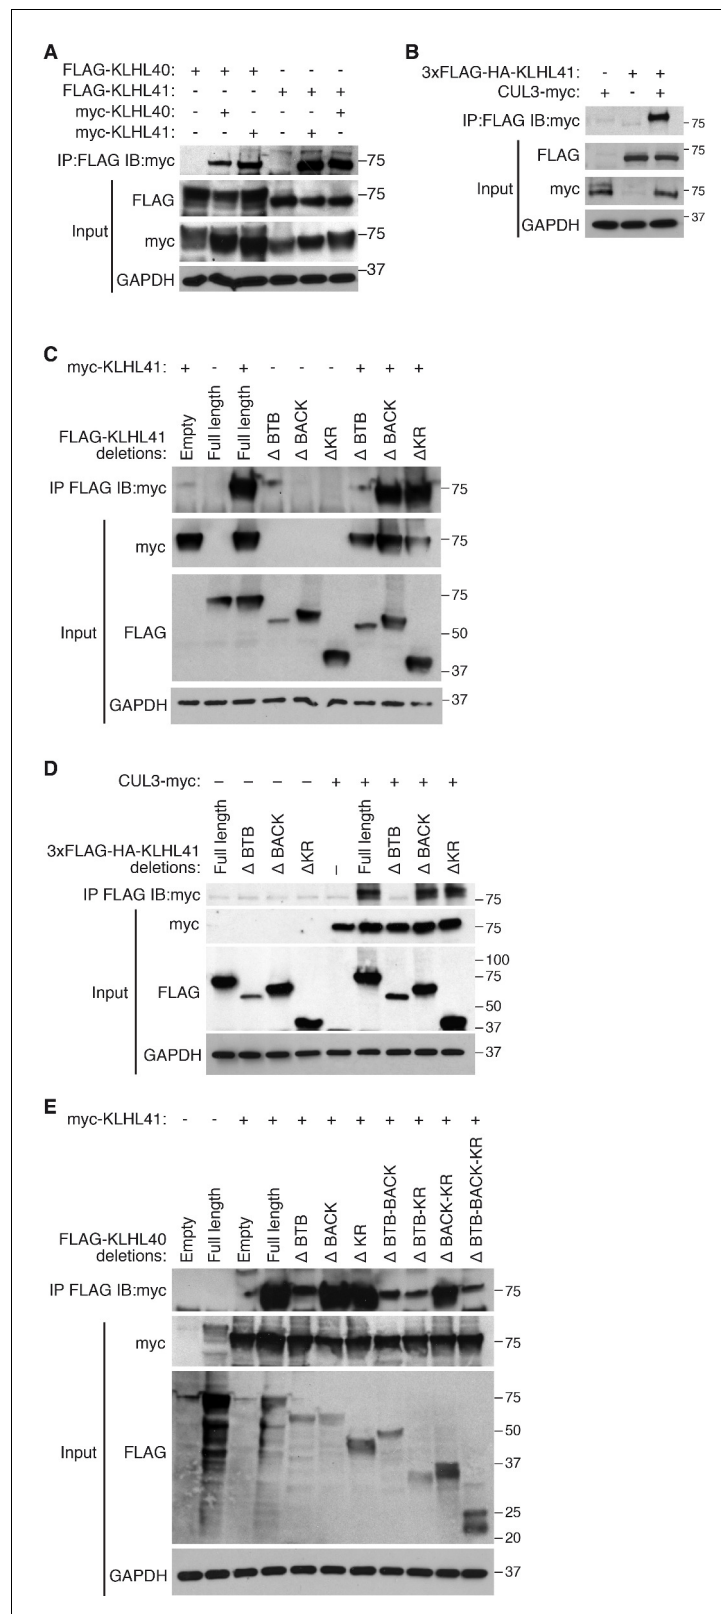 A
FLAG-KLHL40: + + + - - -
FLAG-KLHL41: - - - + + +
myc-KLHL40: - + - - - +
myc-KLHL41: - - + - + -
IP:FLAG IB:myc 75
FLAG 75
Input
myc 75
GAPDH 37
B
3xFLAG-HA-KLHL41: - + +
CUL3-myc: + - +
IP:FLAG IB:myc 75
FLAG 75
Input
myc 75
GAPDH 37
C
myc-KLHL41: + - + - - - + + +
FLAG-KLHL41 deletions: Empty Full length Full length Δ BTB Δ BACK ΔKR Δ BTB Δ BACK ΔKR
IP FLAG IB:myc 75
myc 75
Input
FLAG 75 50 37
GAPDH 37
D
CUL3-myc: – – – – + + + + +
3xFLAG-HA-KLHL41 deletions: Full length Δ BTB Δ BACK ΔKR – Full length Δ BTB Δ BACK ΔKR
IP FLAG IB:myc 75
myc 75
Input
FLAG 100 75 50 37
GAPDH 37
E
myc-KLHL41: - - + + + + + + + + +
FLAG-KLHL40 deletions: Empty Full length Empty Full length Δ BTB Δ BACK Δ KR Δ BTB-BACK Δ BTB-KR Δ BACK-KR Δ BTB-BACK-KR
IP FLAG IB:myc 75
myc 75
Input
FLAG 75 50 37 25 20
GAPDH 37